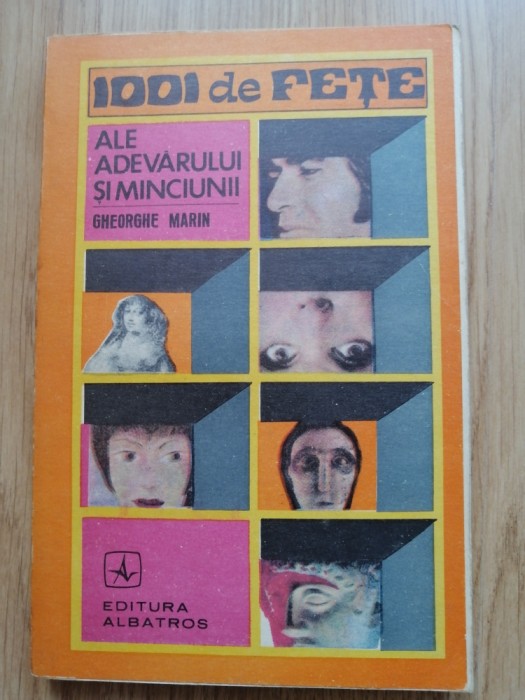 1001 de FEȚE
ALE
ADEVĂRULUI
ȘI MINCIUNII
GHEORGHE MARIN
EDITURA
ALBATROS